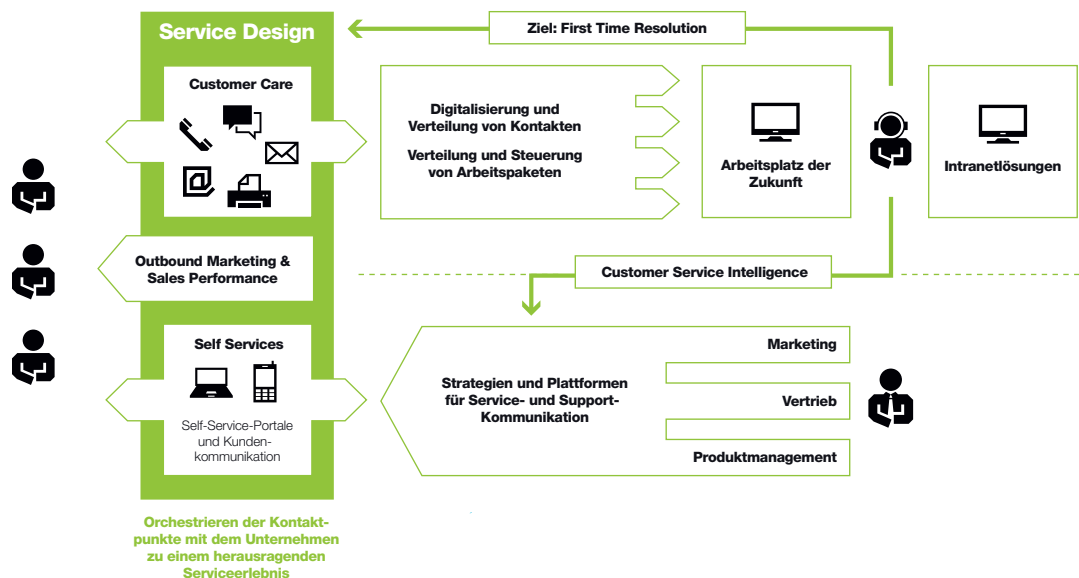 Service Design
Ziel: First Time Resolution
Customer Care
Digitalisierung und
Verteilung von Kontakten
Verteilung und Steuerung
von Arbeitspaketen
Arbeitsplatz der
Zukunft
Intranetlösungen
Outbound Marketing &
Sales Performance
Customer Service Intelligence
Self Services
Self-Service-Portale
und Kunden-
kommunikation
Strategien und Plattformen
für Service- und Support-
Kommunikation
Marketing
Vertrieb
Produktmanagement
Orchestrieren der Kontakt-
punkte mit dem Unternehmen
zu einem herausragenden
Serviceerlebnis